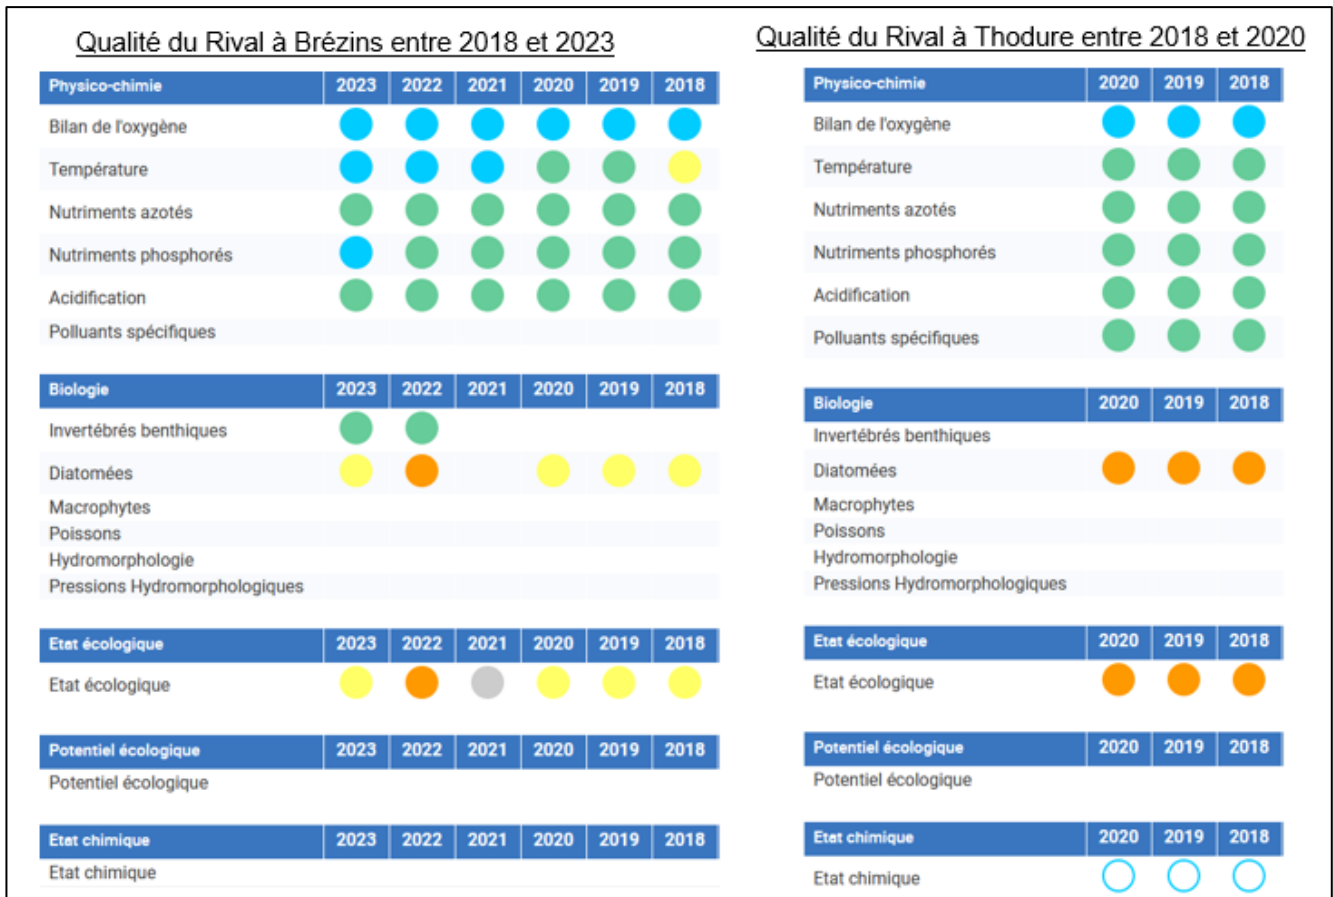 Qualité du Rival à Brézins entre 2018 et 2023
Physico-chimie 2023 2022 2021 2020 2019 2018
Bilan de l'oxygène
Température
Nutriments azotés
Nutriments phosphorés
Acidification
Polluants spécifiques
Biologie 2023 2022 2021 2020 2019 2018
Invertébrés benthiques
Diatomées
Macrophytes
Poissons
Hydromorphologie
Pressions Hydromorphologiques
Etat écologique 2023 2022 2021 2020 2019 2018
Etat écologique
Potentiel écologique 2023 2022 2021 2020 2019 2018
Potentiel écologique
Etat chimique 2023 2022 2021 2020 2019 2018
Etat chimique
Qualité du Rival à Thodure entre 2018 et 2020
Physico-chimie 2020 2019 2018
Bilan de l'oxygène
Température
Nutriments azotés
Nutriments phosphorés
Acidification
Polluants spécifiques
Biologie 2020 2019 2018
Invertébrés benthiques
Diatomées
Macrophytes
Poissons
Hydromorphologie
Pressions Hydromorphologiques
Etat écologique 2020 2019 2018
Etat écologique
Potentiel écologique 2020 2019 2018
Potentiel écologique
Etat chimique 2020 2019 2018
Etat chimique